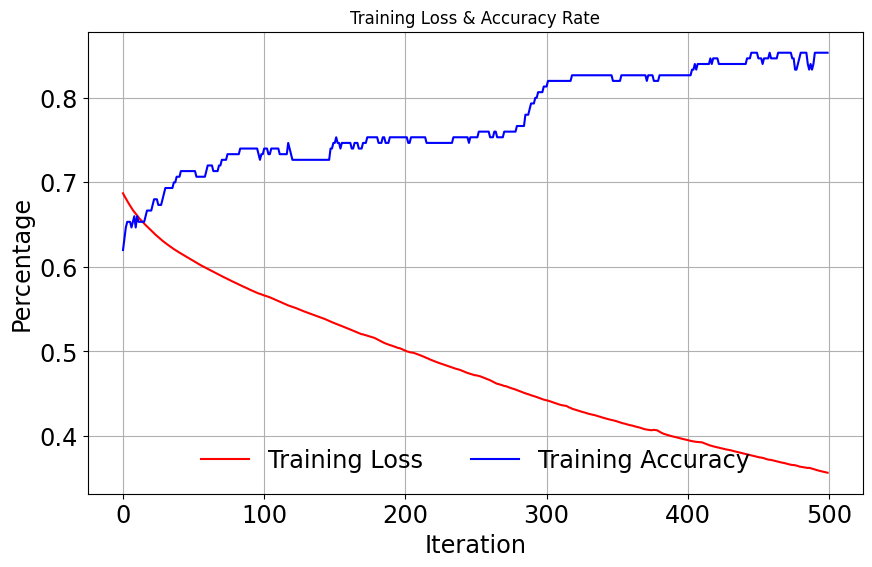 Training Loss & Accuracy Rate
Percentage
0.8
0.7
0.6
0.5
0.4
Training Loss Training Accuracy
0 100 200 300 400 500
Iteration